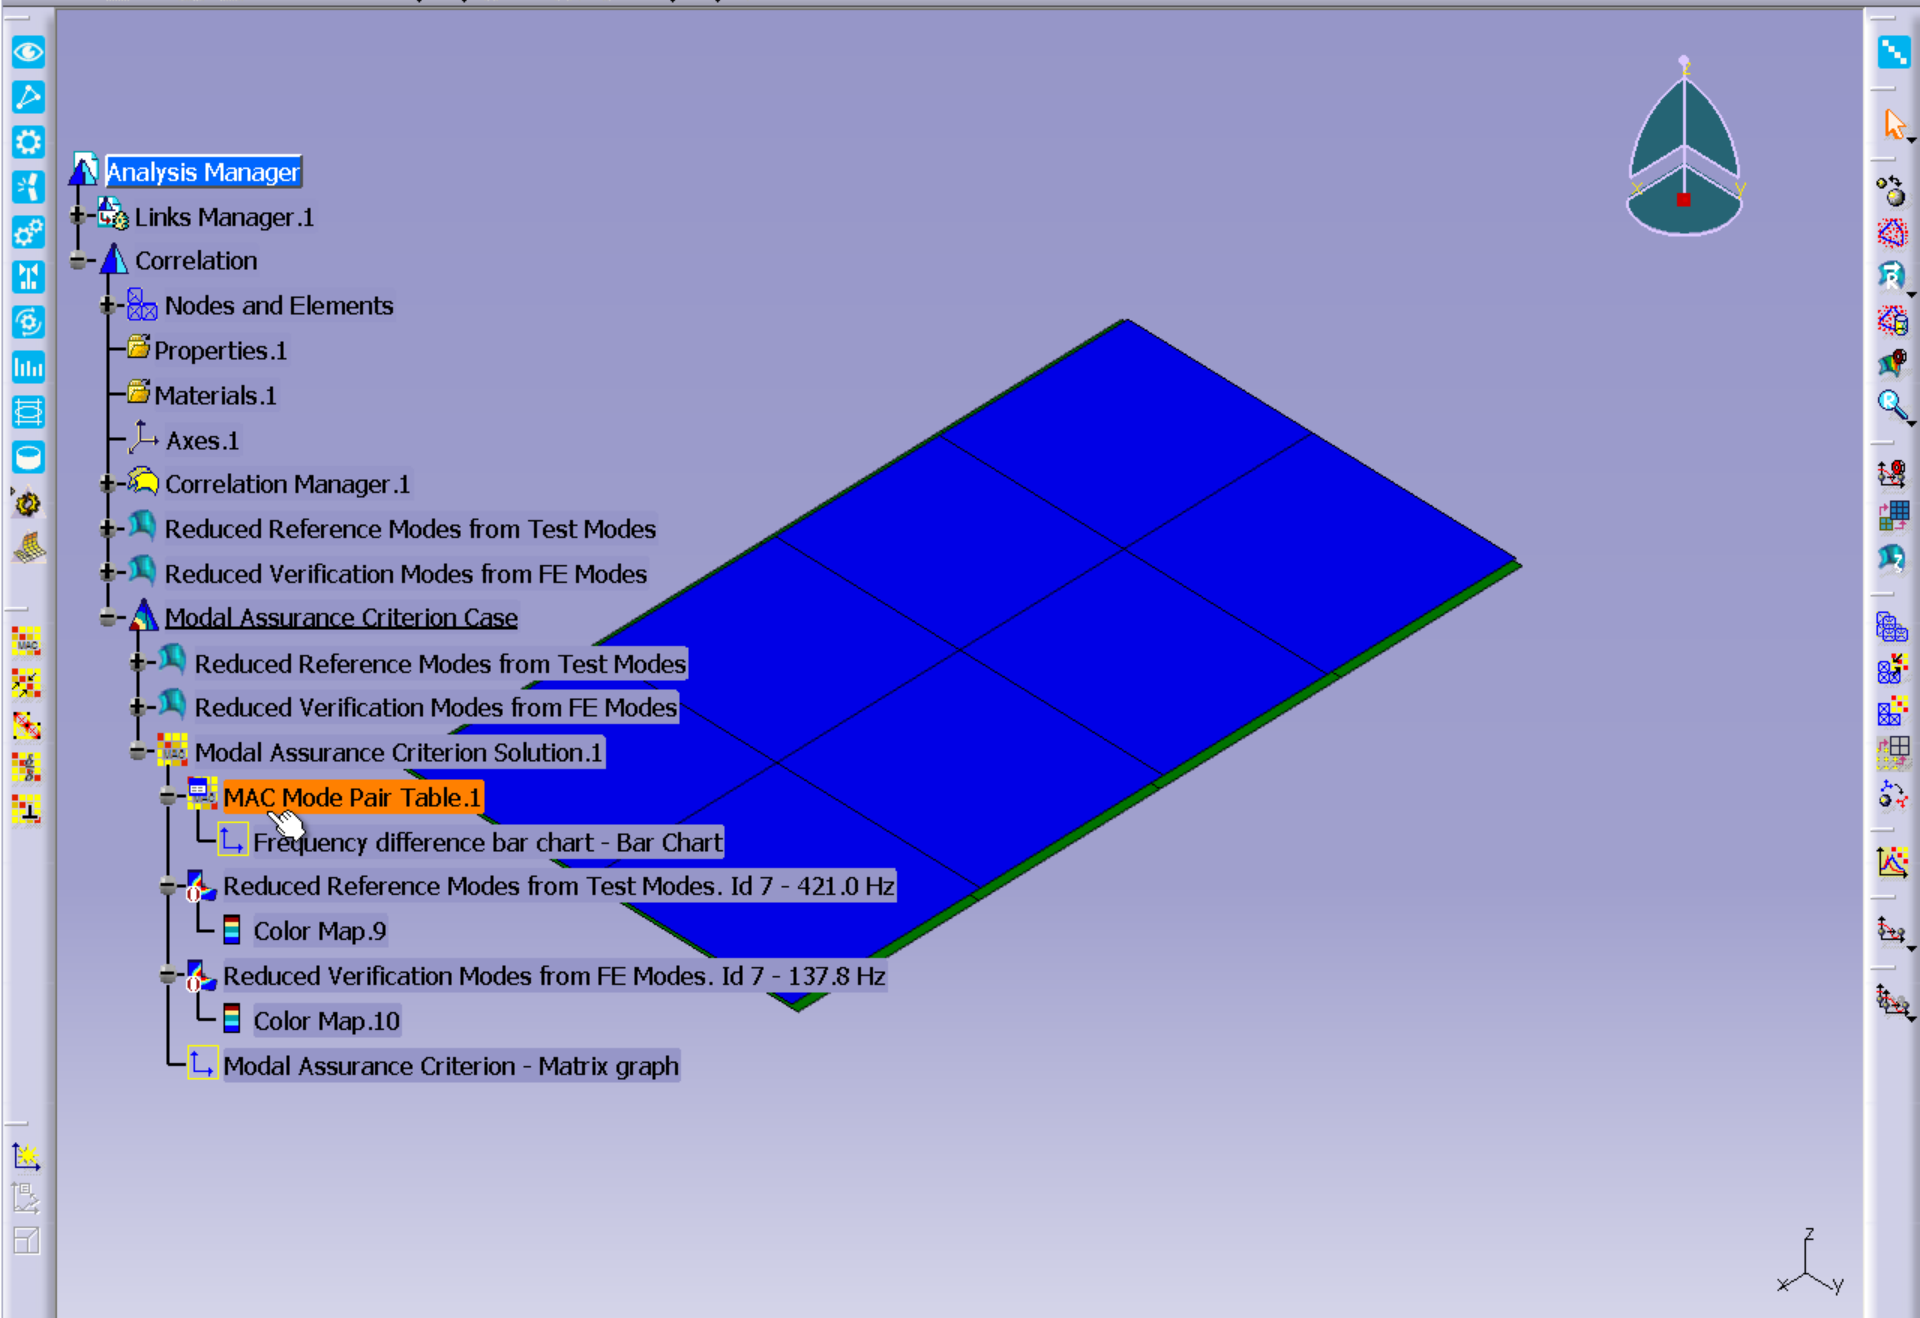 Analysis Manager
Links Manager.1
Correlation
Nodes and Elements
Properties.1
Materials.1
Axes.1
Correlation Manager.1
Reduced Reference Modes from Test Modes
Reduced Verification Modes from FE Modes
Modal Assurance Criterion Case
Reduced Reference Modes from Test Modes
Reduced Verification Modes from FE Modes
Modal Assurance Criterion Solution.1
MAC Mode Pair Table.1
Frequency difference bar chart - Bar Chart
Reduced Reference Modes from Test Modes. Id 7 - 421.0 Hz
Color Map.9
Reduced Verification Modes from FE Modes. Id 7 - 137.8 Hz
Color Map.10
Modal Assurance Criterion - Matrix graph
z
x
y
MAC
z
x
y